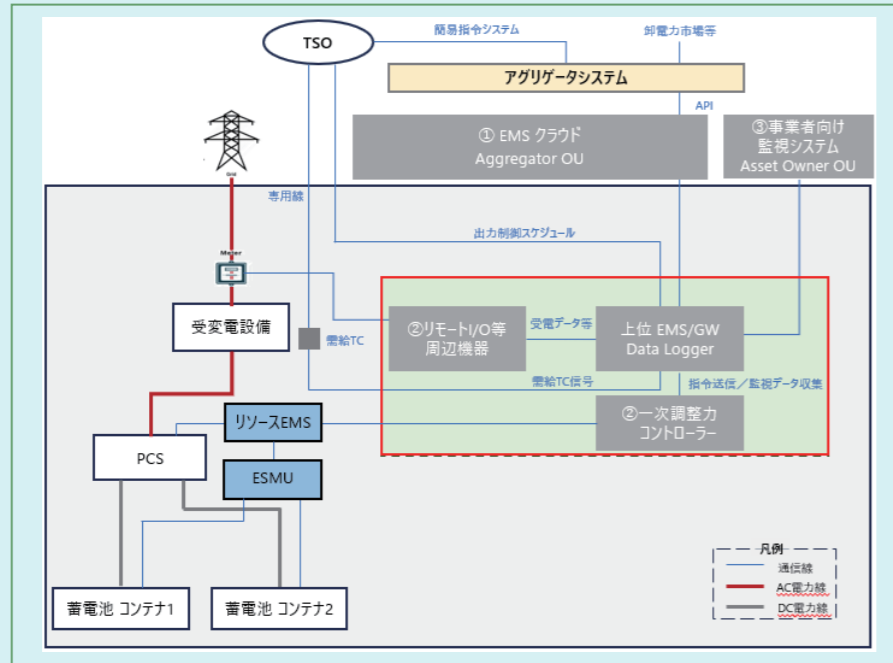 TSO
簡易指令システム
卸電力市場等
アグリゲータシステム
API
① EMS クラウド
Aggregator OU
③事業者向け
監視システム
Asset Owner OU
Grid
専用線
出力制御スケジュール
Meter
受変電設備
需給TC
②リモートI/O等
周辺機器
受電データ等
上位 EMS/GW
Data Logger
需給TC信号
指令送信／監視データ収集
②一次調整力
コントローラー
リソースEMS
PCS
ESMU
蓄電池 コンテナ1
蓄電池 コンテナ2
凡例
通信線
AC電力線
DC電力線